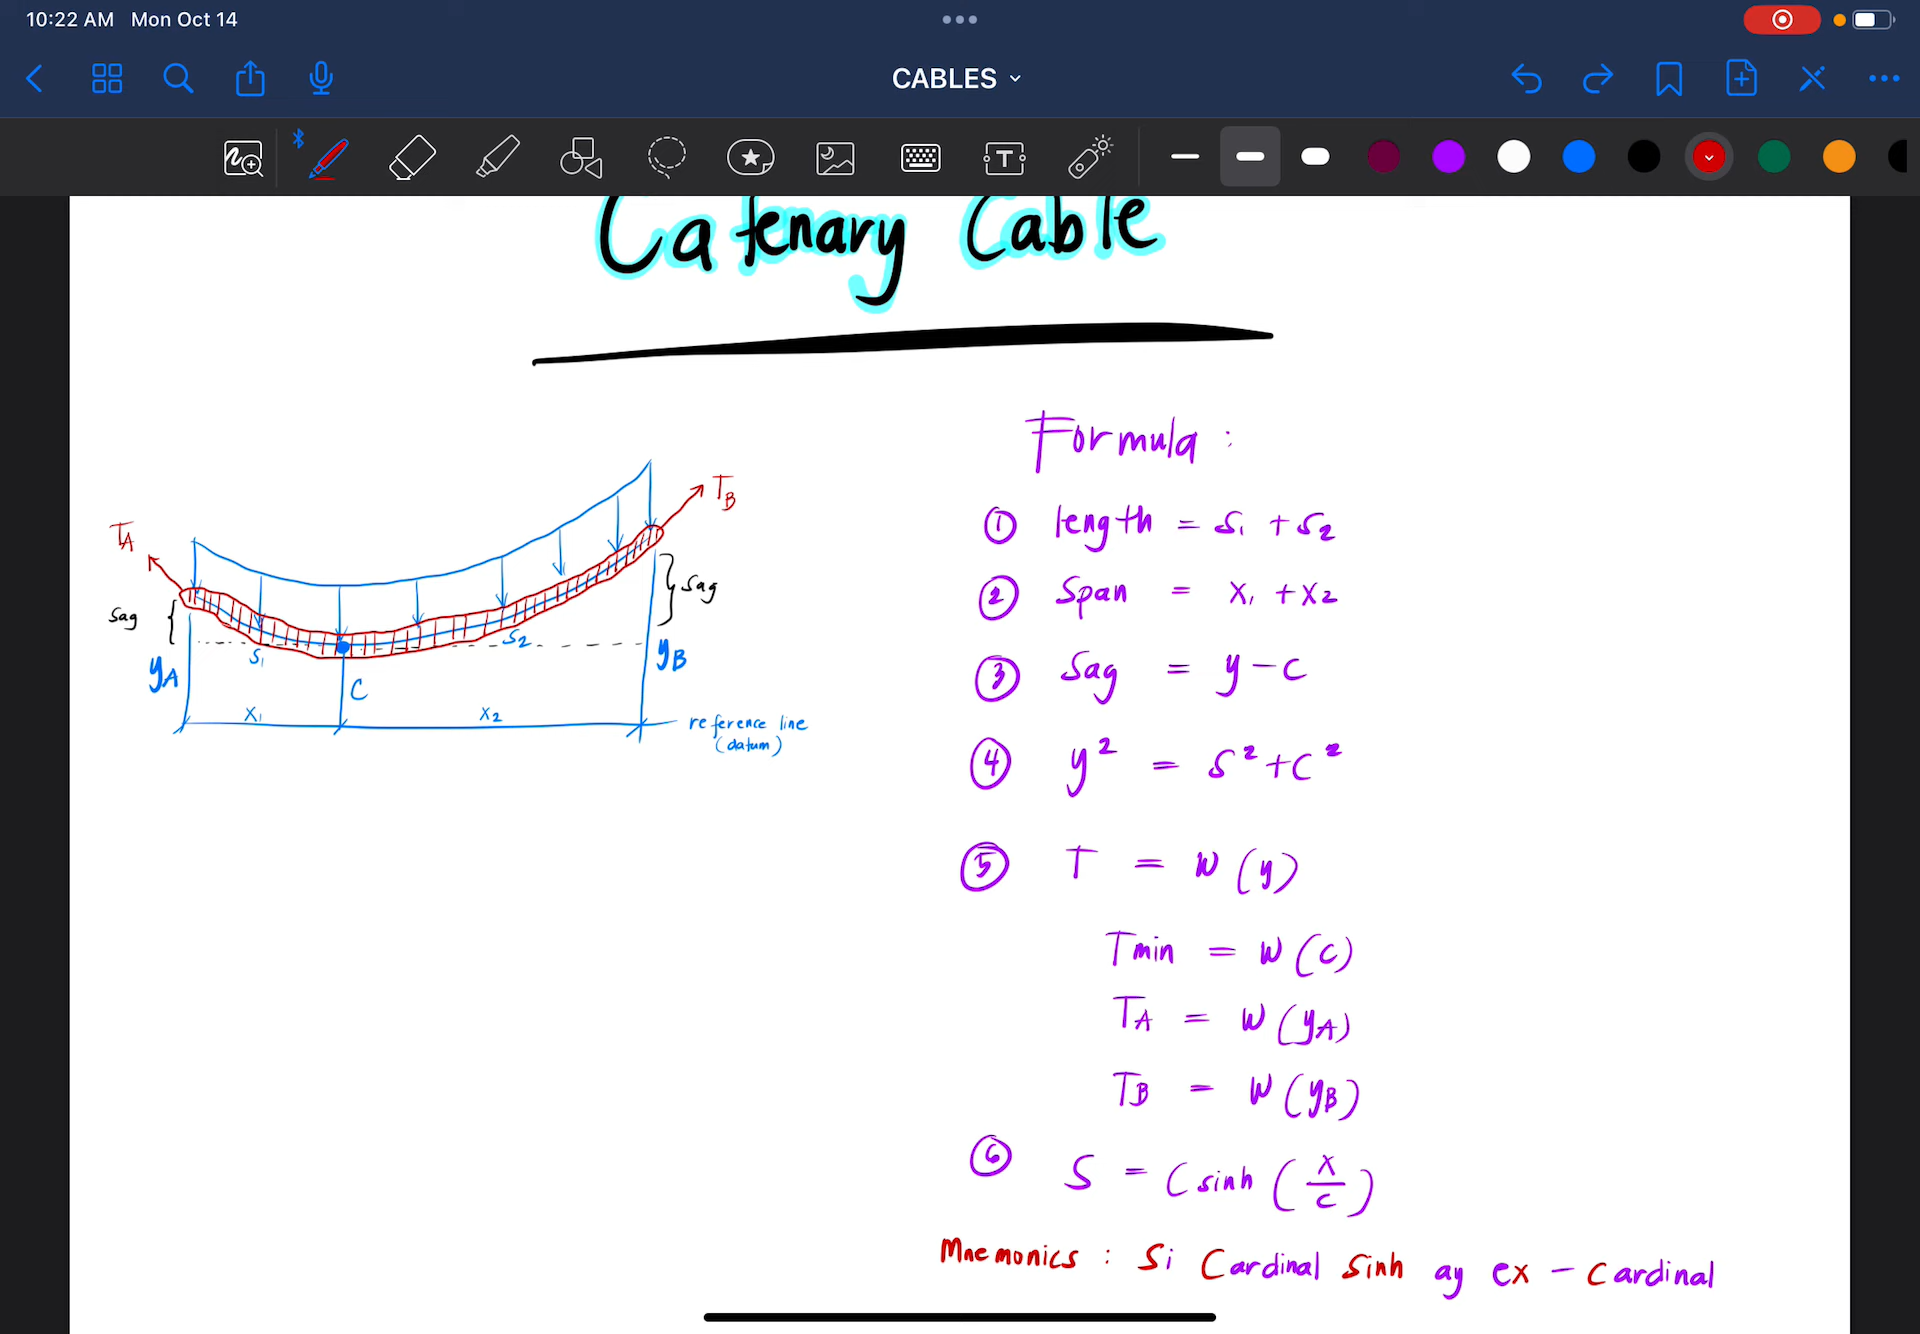 10:22 AM Mon Oct 14
CABLES
T
Catenary Cable
Formula :
① length = S₁ + S₂
② Span = X₁ + X₂
③ Sag = y - C
④ y² = S² + C²
⑤ T = W (y)
Tmin = W (C)
TA = W (yA)
TB = W (yB)
⑥ S = C sinh (x/c)
Mnemonics : Si Cardinal Sinh ay ex - cardinal
TA
TB
Sag
Sag
S₁
S₂
yA
yB
C
X₁
X₂
reference line
(datum)